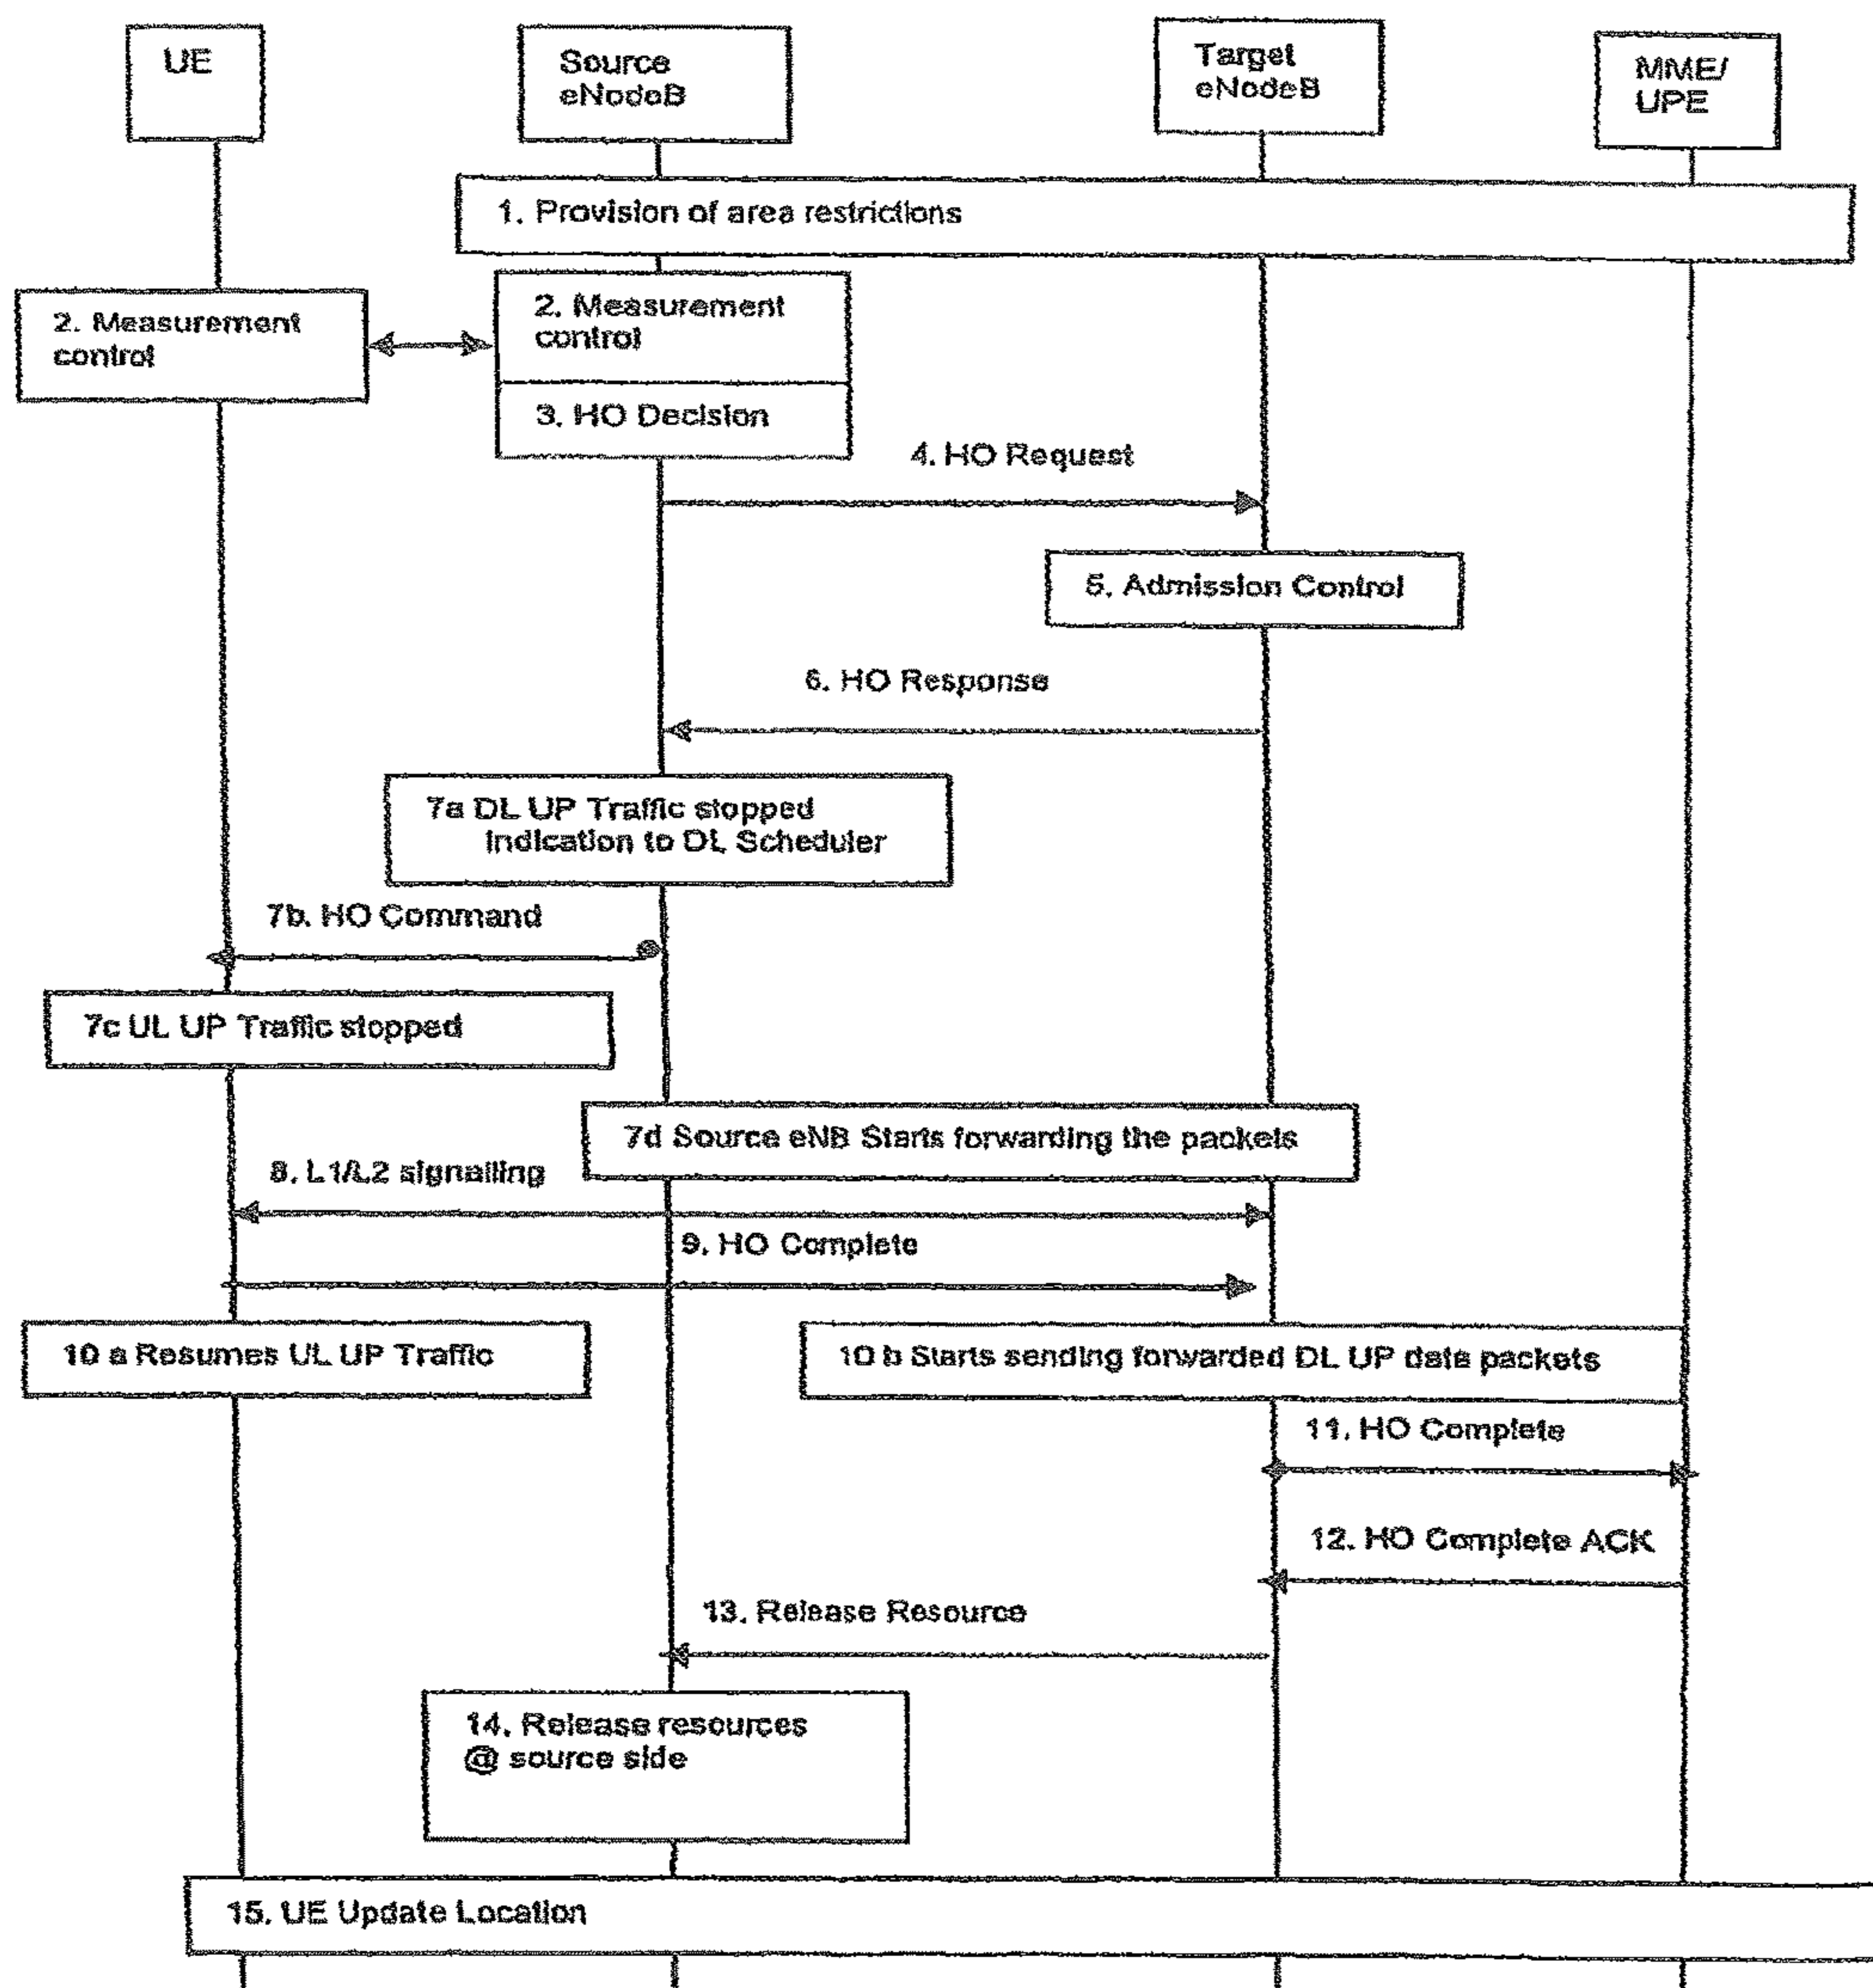 UE
Source
eNodeB
Target
eNodeB
MME/
UPE
1. Provision of area restrictions
2. Measurement
control
2. Measurement
control
3. HO Decision
4. HO Request
5. Admission Control
6. HO Response
7a DL UP Traffic stopped
indication to DL Scheduler
7b. HO Command
7c UL UP Traffic stopped
7d Source eNB Starts forwarding the packets
8. L1/L2 signalling
9. HO Complete
10 a Resumes UL UP Traffic
10 b Starts sending forwarded DL UP data packets
11. HO Complete
12. HO Complete ACK
13. Release Resource
14. Release resources
@ source side
15. UE Update Location